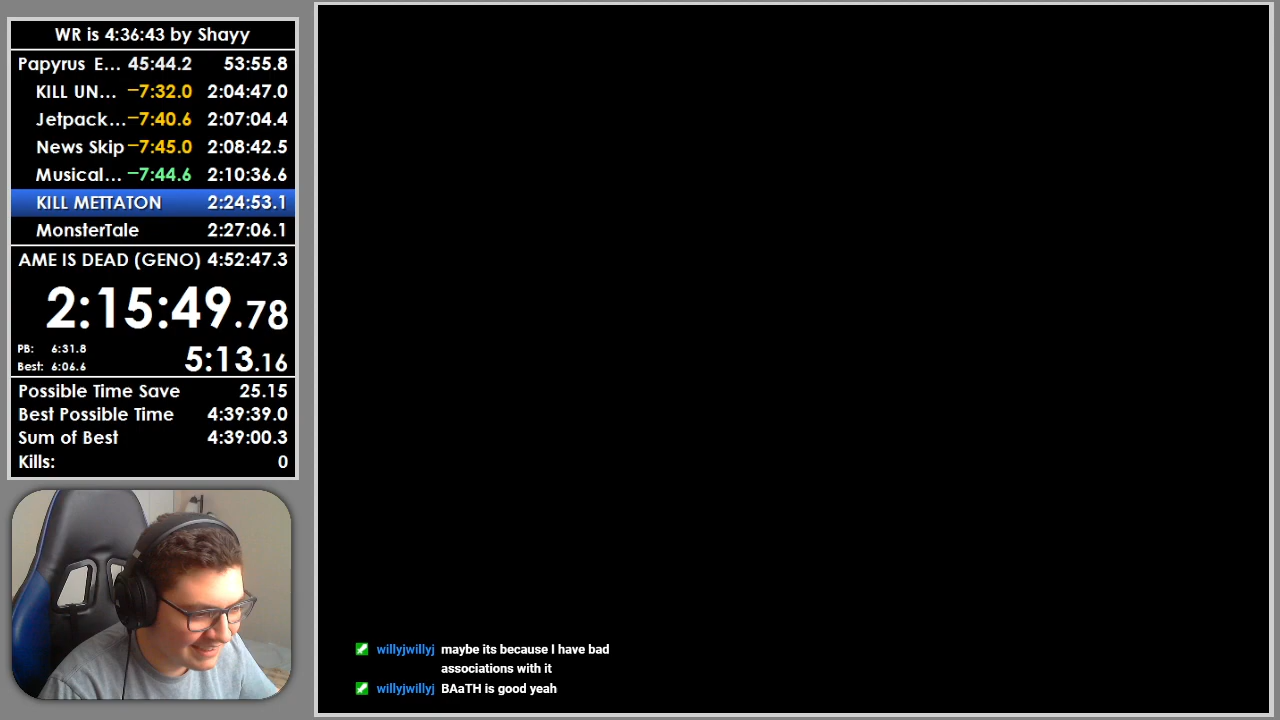 WR is 4:36:43 by Shayy
Papyrus E... 45:44.2 53:55.8
KILL UN... −7:32.0 2:04:47.0
Jetpack... −7:40.6 2:07:04.4
News Skip −7:45.0 2:08:42.5
Musical... −7:44.6 2:10:36.6
KILL METTATON 2:24:53.1
MonsterTale 2:27:06.1
AME IS DEAD (GENO) 4:52:47.3
2:15:49.78
PB: 6:31.8
Best: 6:06.6
5:13.16
Possible Time Save 25.15
Best Possible Time 4:39:39.0
Sum of Best 4:39:00.3
Kills: 0
willyjwillyj maybe its because I have bad
associations with it
willyjwillyj BAaTH is good yeah